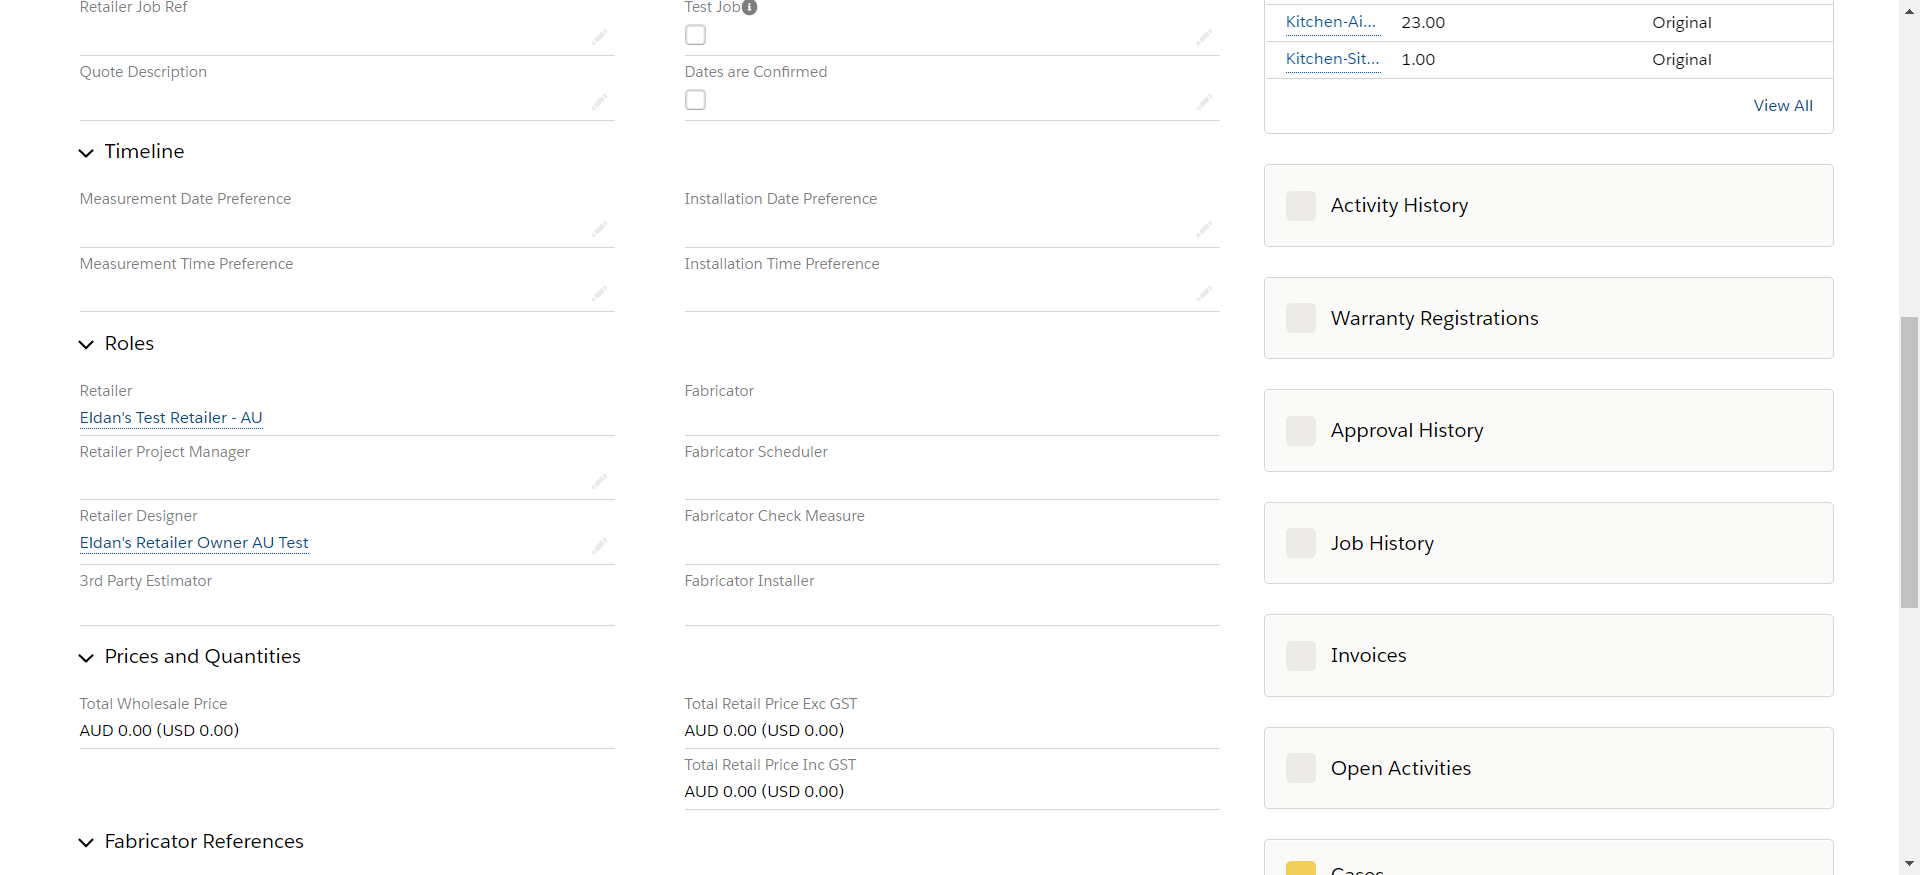 Retailer Job Ref
Test Job
Quote Description
Dates are Confirmed
Timeline
Measurement Date Preference
Installation Date Preference
Measurement Time Preference
Installation Time Preference
Roles
Retailer
Eldan's Test Retailer - AU
Fabricator
Retailer Project Manager
Fabricator Scheduler
Retailer Designer
Eldan's Retailer Owner AU Test
Fabricator Check Measure
3rd Party Estimator
Fabricator Installer
Prices and Quantities
Total Wholesale Price
AUD 0.00 (USD 0.00)
Total Retail Price Exc GST
AUD 0.00 (USD 0.00)
Total Retail Price Inc GST
AUD 0.00 (USD 0.00)
Fabricator References
Kitchen-Ai... 23.00 Original
Kitchen-Sit... 1.00 Original
View All
Activity History
Warranty Registrations
Approval History
Job History
Invoices
Open Activities
Cases